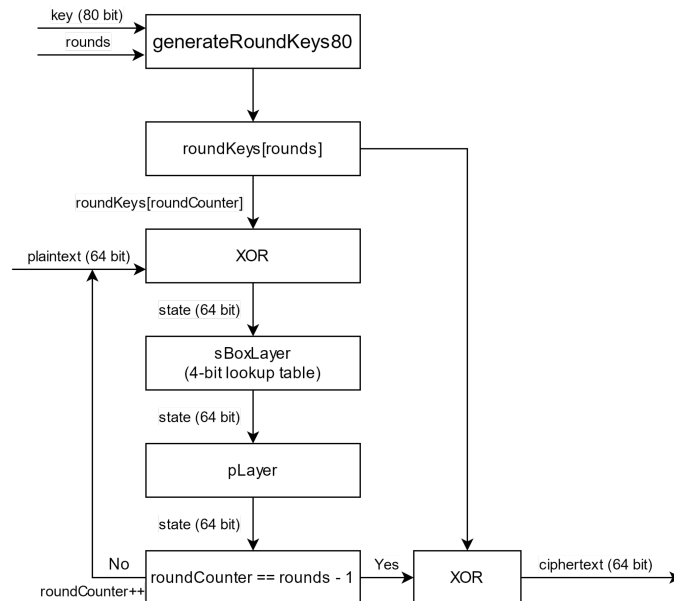 key (80 bit)
rounds
generateRoundKeys80
roundKeys[rounds]
roundKeys[roundCounter]
plaintext (64 bit)
XOR
state (64 bit)
sBoxLayer
(4-bit lookup table)
state (64 bit)
pLayer
state (64 bit)
No
roundCounter++
roundCounter == rounds - 1
Yes
XOR
ciphertext (64 bit)